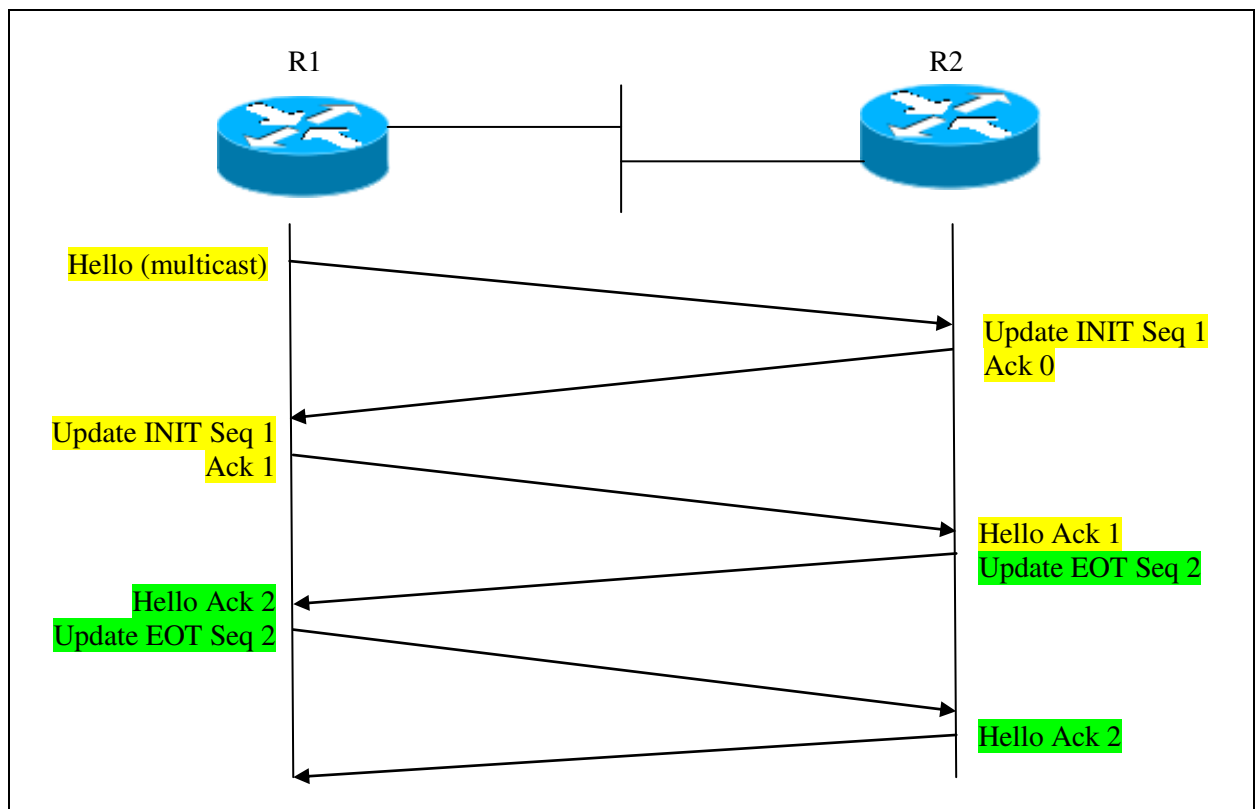 R1
R2
Hello (multicast)
Update INIT Seq 1
Ack 0
Update INIT Seq 1
Ack 1
Hello Ack 1
Update EOT Seq 2
Hello Ack 2
Update EOT Seq 2
Hello Ack 2